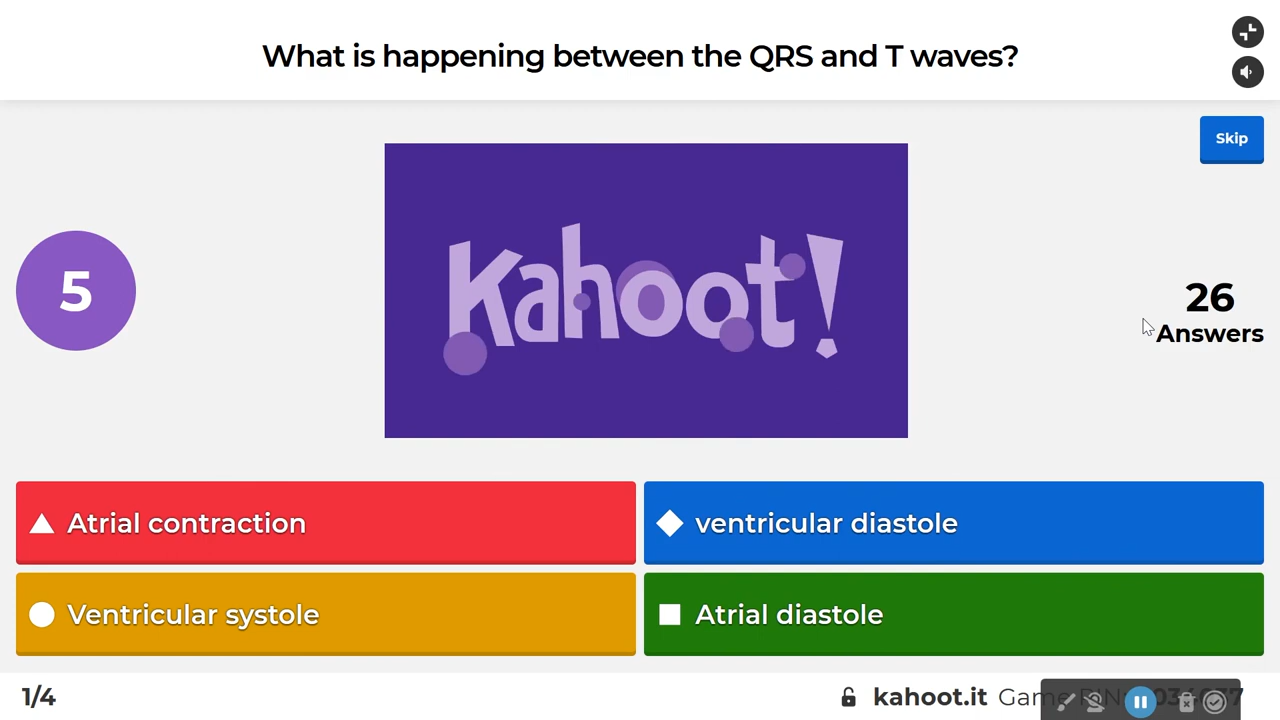 What is happening between the QRS and T waves?
Skip
5
Kahoot!
26
Answers
Atrial contraction
ventricular diastole
Ventricular systole
Atrial diastole
1/4
kahoot.it Game